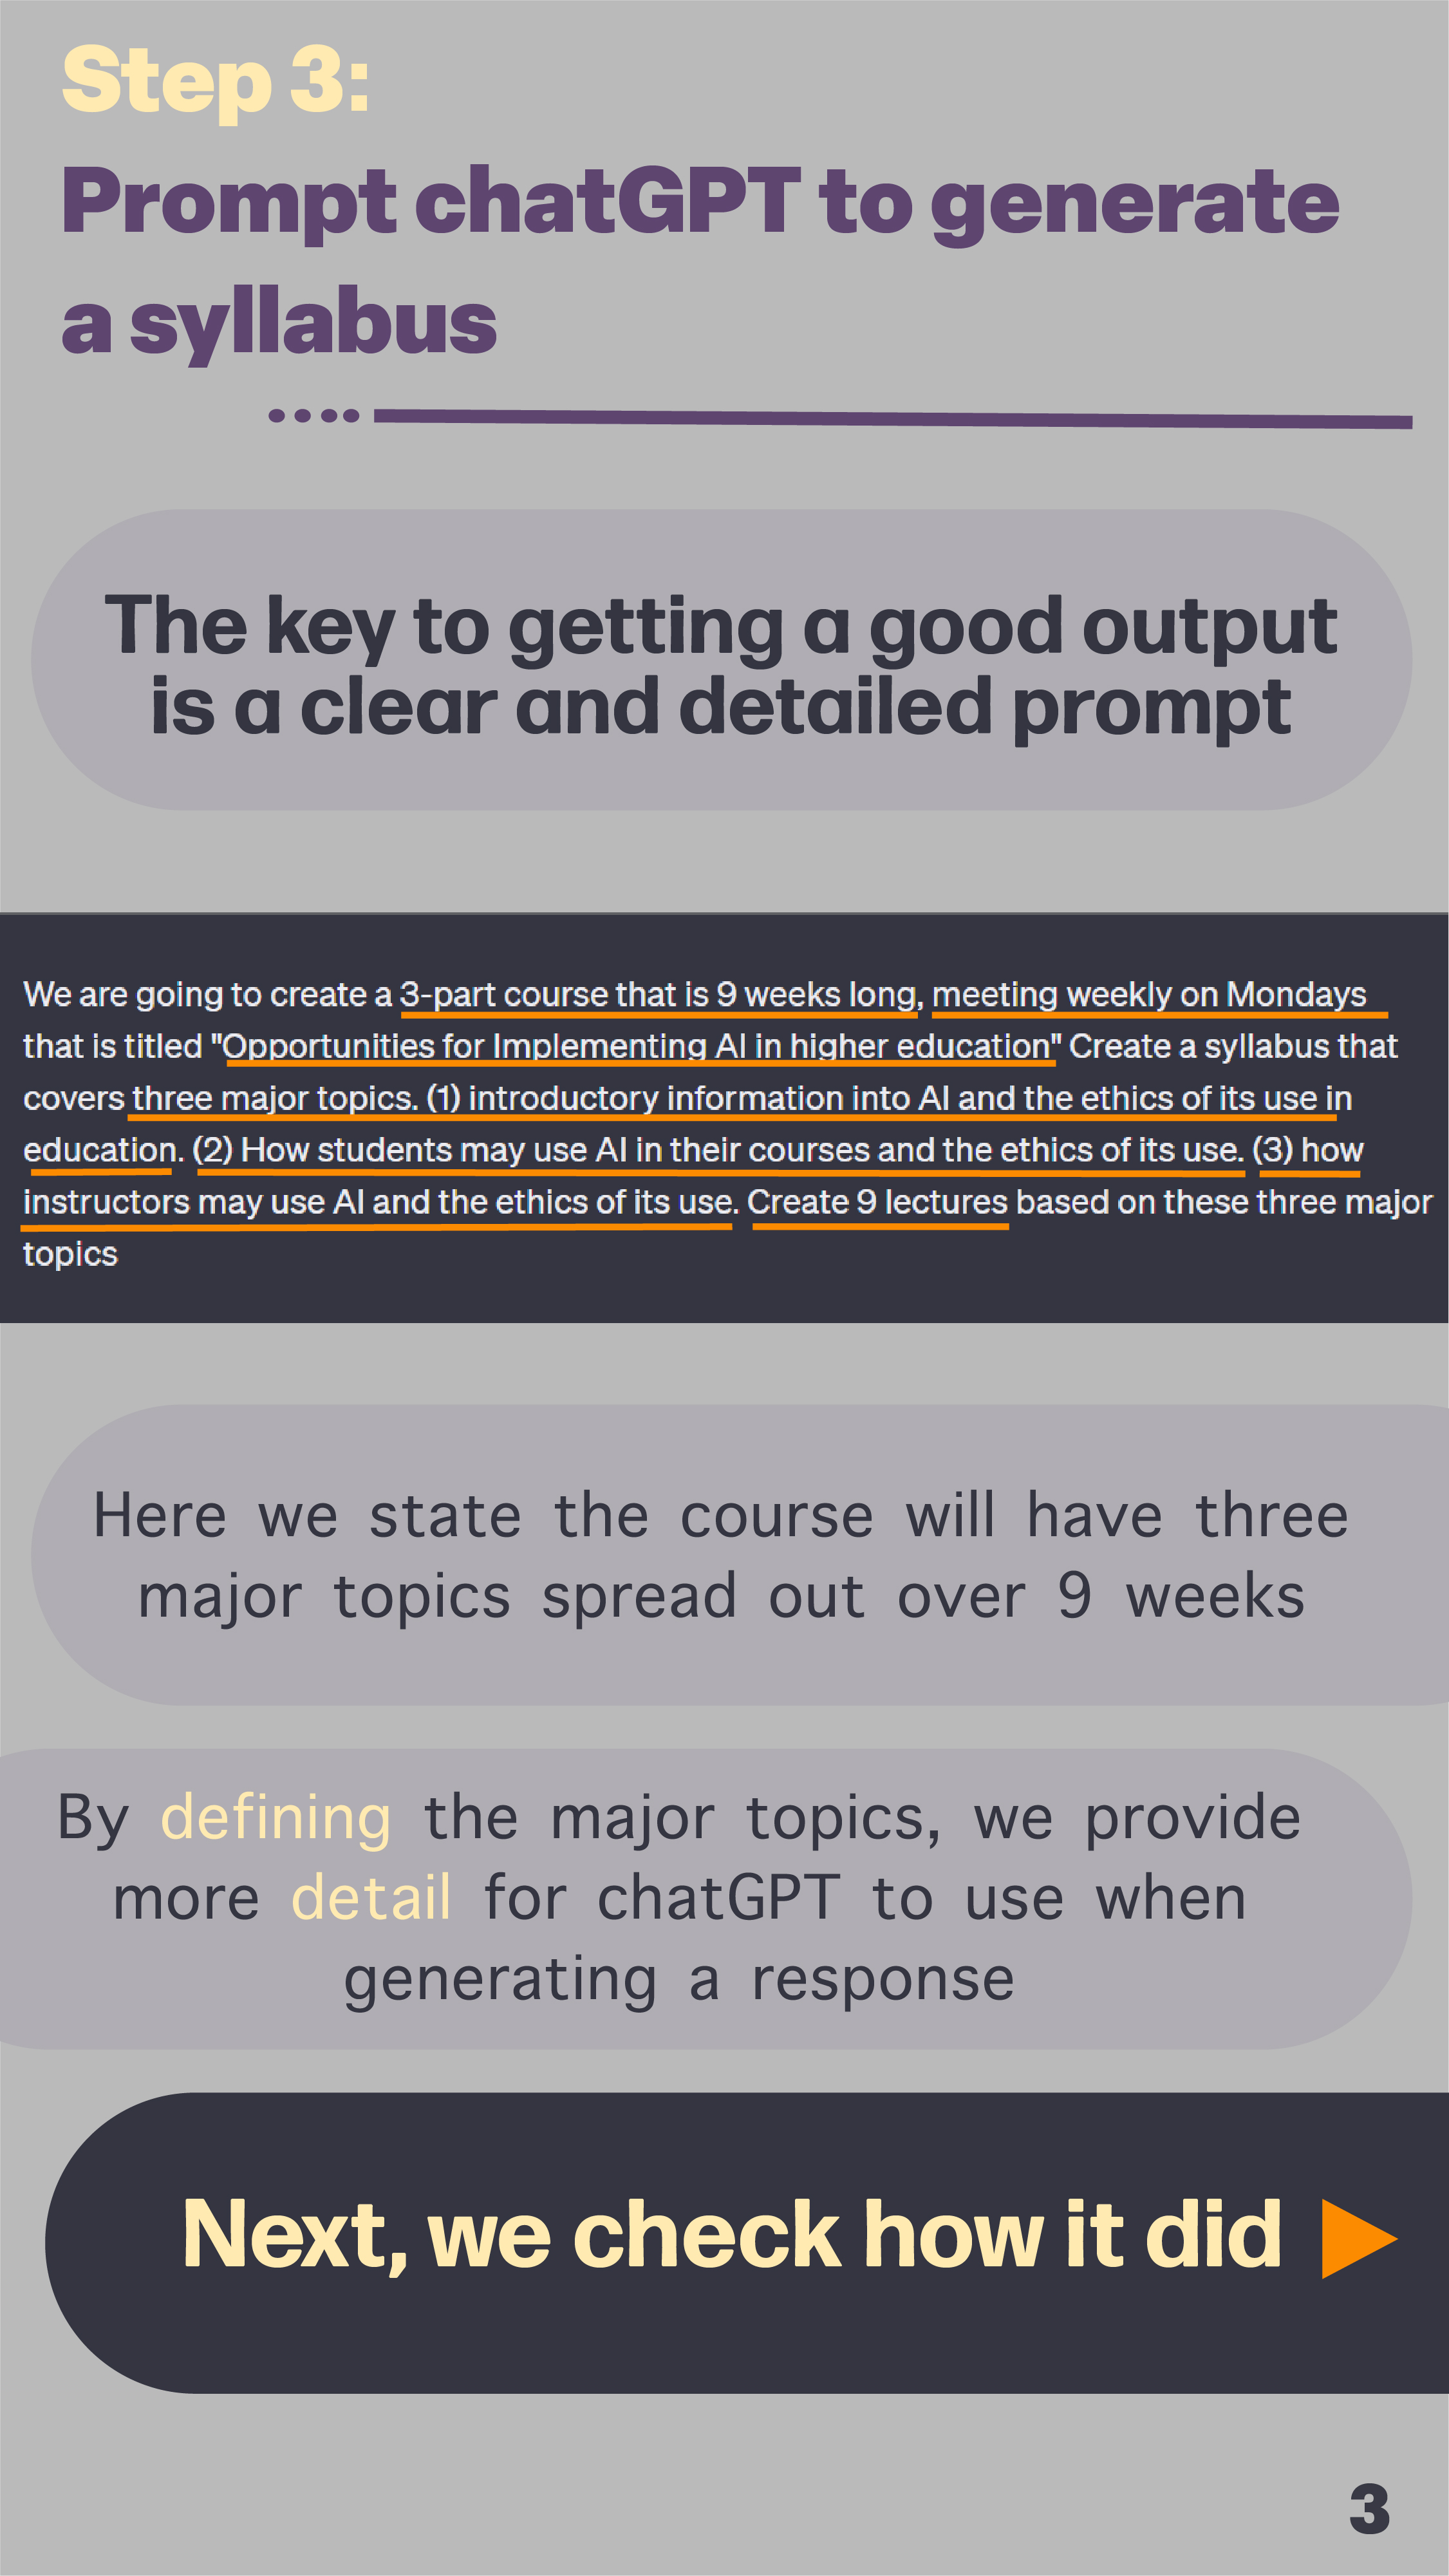 Step 3:
Prompt chatGPT to generate
a syllabus
The key to getting a good output
is a clear and detailed prompt
We are going to create a 3-part course that is 9 weeks long, meeting weekly on Mondays
that is titled "Opportunities for Implementing AI in higher education" Create a syllabus that
covers three major topics. (1) introductory information into AI and the ethics of its use in
education. (2) How students may use AI in their courses and the ethics of its use. (3) how
instructors may use AI and the ethics of its use. Create 9 lectures based on these three major
topics
Here we state the course will have three
major topics spread out over 9 weeks
By defining the major topics, we provide
more detail for chatGPT to use when
generating a response
Next, we check how it did
3